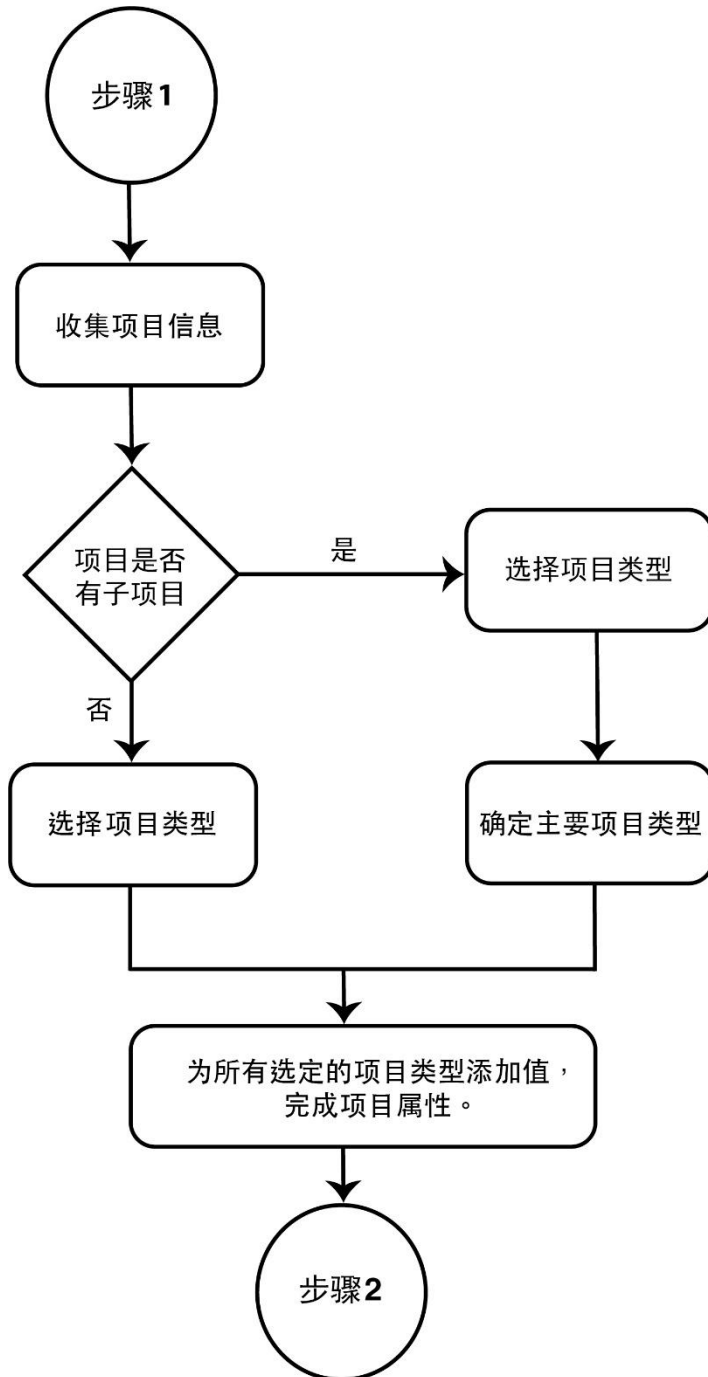 步骤1
收集项目信息
项目是否
有子项目
是
选择项目类型
否
选择项目类型
确定主要项目类型
为所有选定的项目类型添加值，
完成项目属性。
步骤2